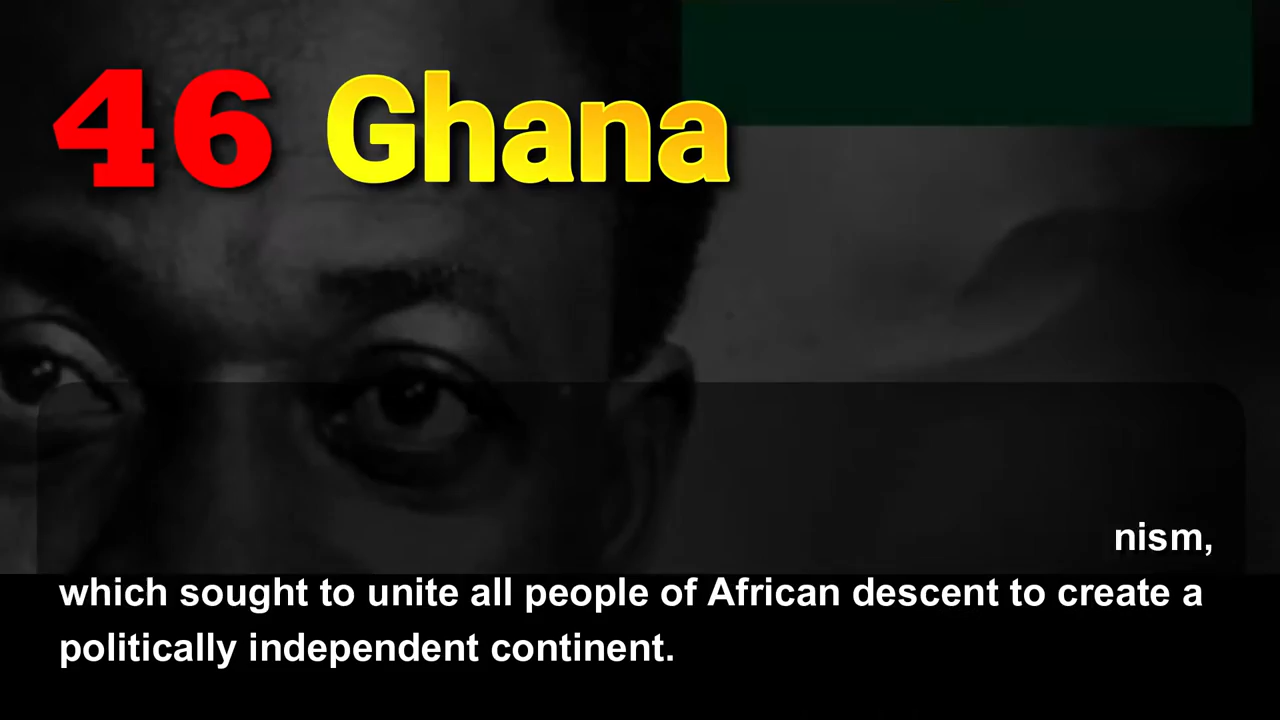 46 Ghana
nism,
which sought to unite all people of African descent to create a
politically independent continent.